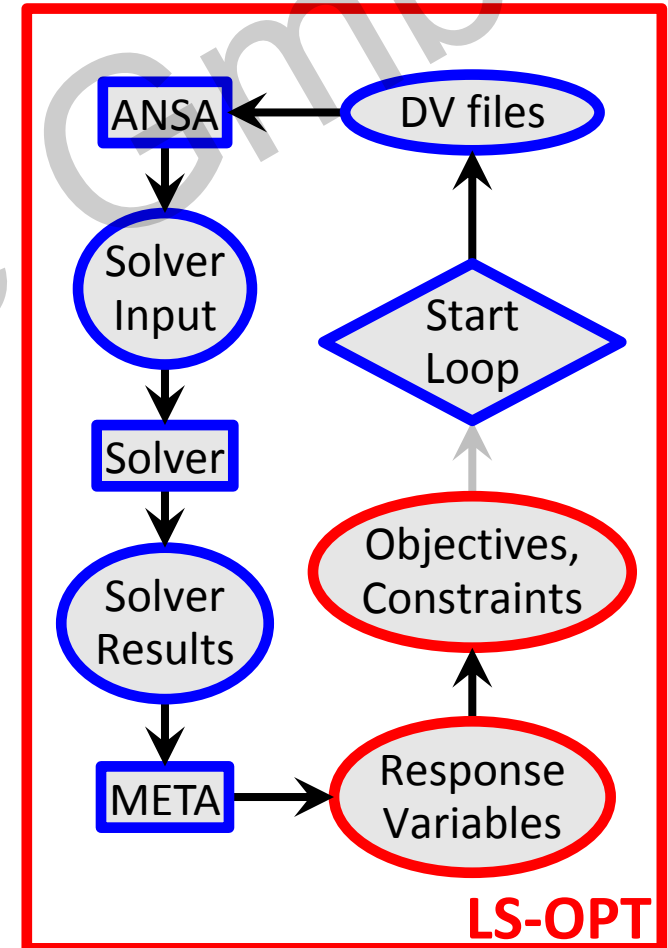 ANSA
DV files
Solver
Input
Start
Loop
Solver
Objectives,
Constraints
Solver
Results
META
Response
Variables
LS-OPT